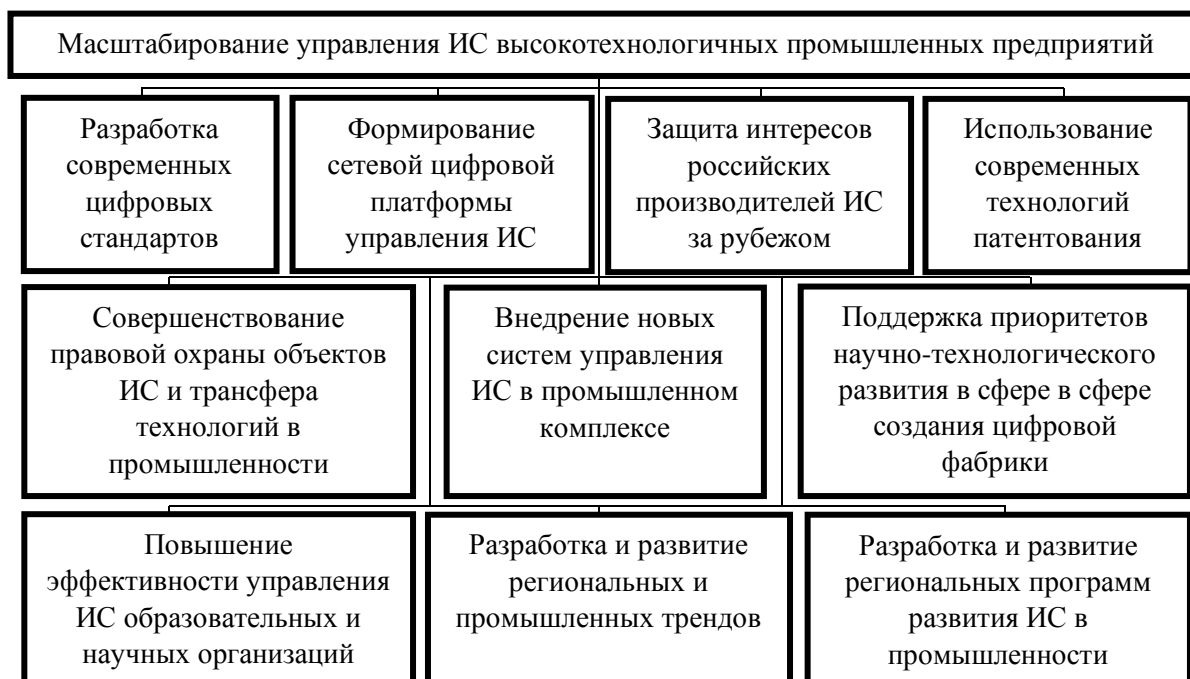 Масштабирование управления ИС высокотехнологичных промышленных предприятий
Разработка
современных
цифровых
стандартов
Формирование
сетевой цифровой
платформы
управления ИС
Защита интересов
российских
производителей ИС
за рубежом
Использование
современных
технологий
патентования
Совершенствование
правовой охраны объектов
ИС и трансфера
технологий в
промышленности
Внедрение новых
систем управления
ИС в промышленном
комплексе
Поддержка приоритетов
научно-технологического
развития в сфере в сфере
создания цифровой
фабрики
Повышение
эффективности управления
ИС образовательных и
научных организаций
Разработка и развитие
региональных и
промышленных трендов
Разработка и развитие
региональных программ
развития ИС в
промышленности